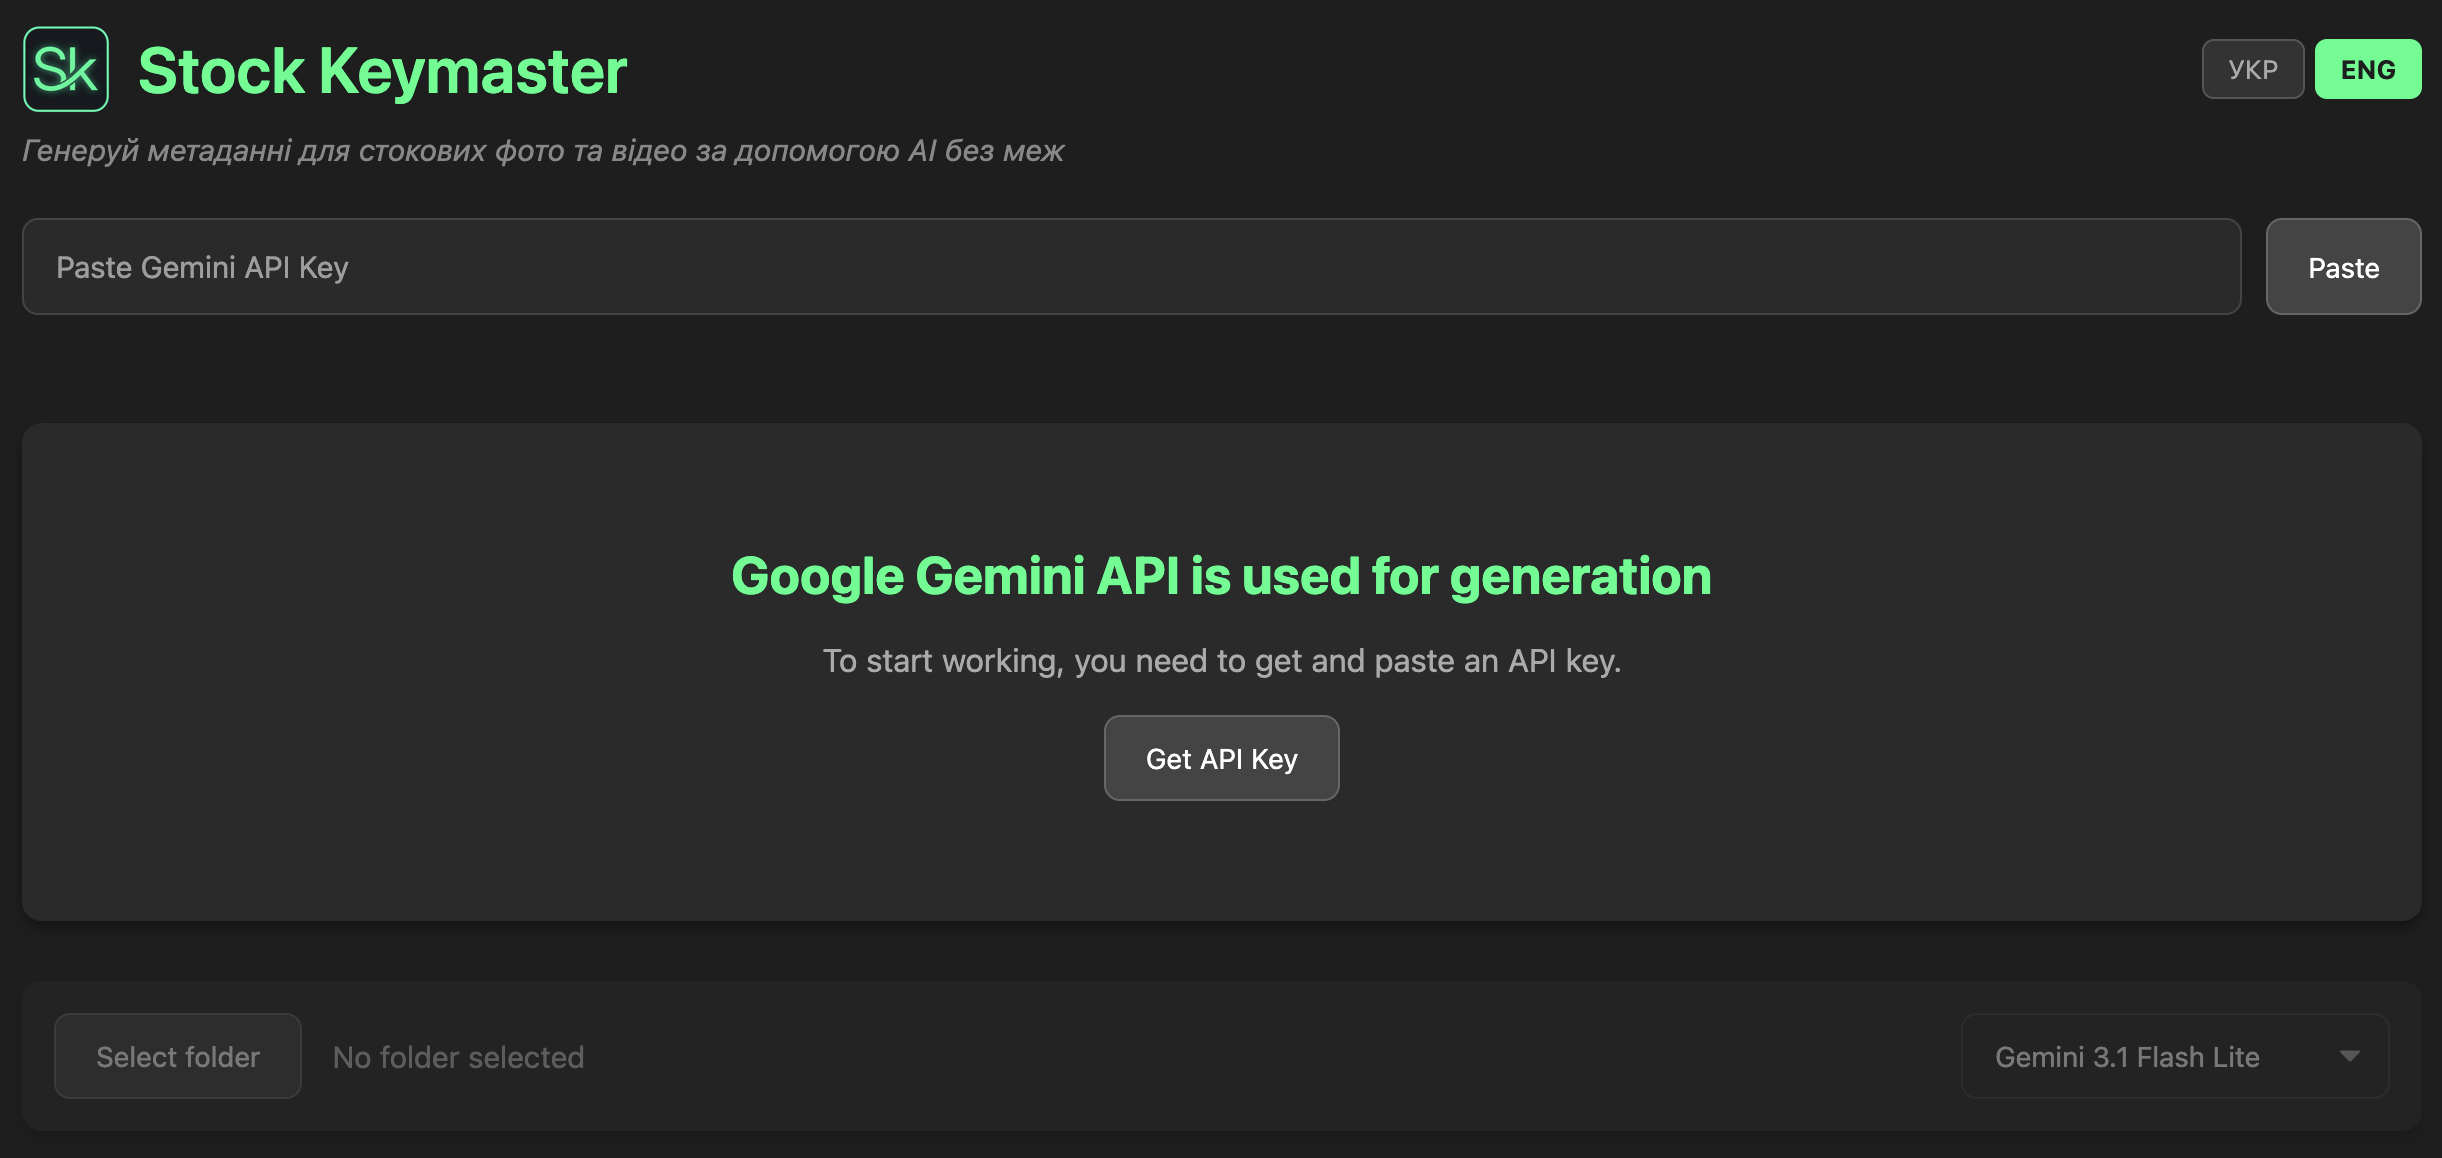 Sk
Stock Keymaster
УКР
ENG
Генеруй метаданні для стокових фото та відео за допомогою AI без меж
Paste Gemini API Key
Paste
Google Gemini API is used for generation
To start working, you need to get and paste an API key.
Get API Key
Select folder
No folder selected
Gemini 3.1 Flash Lite